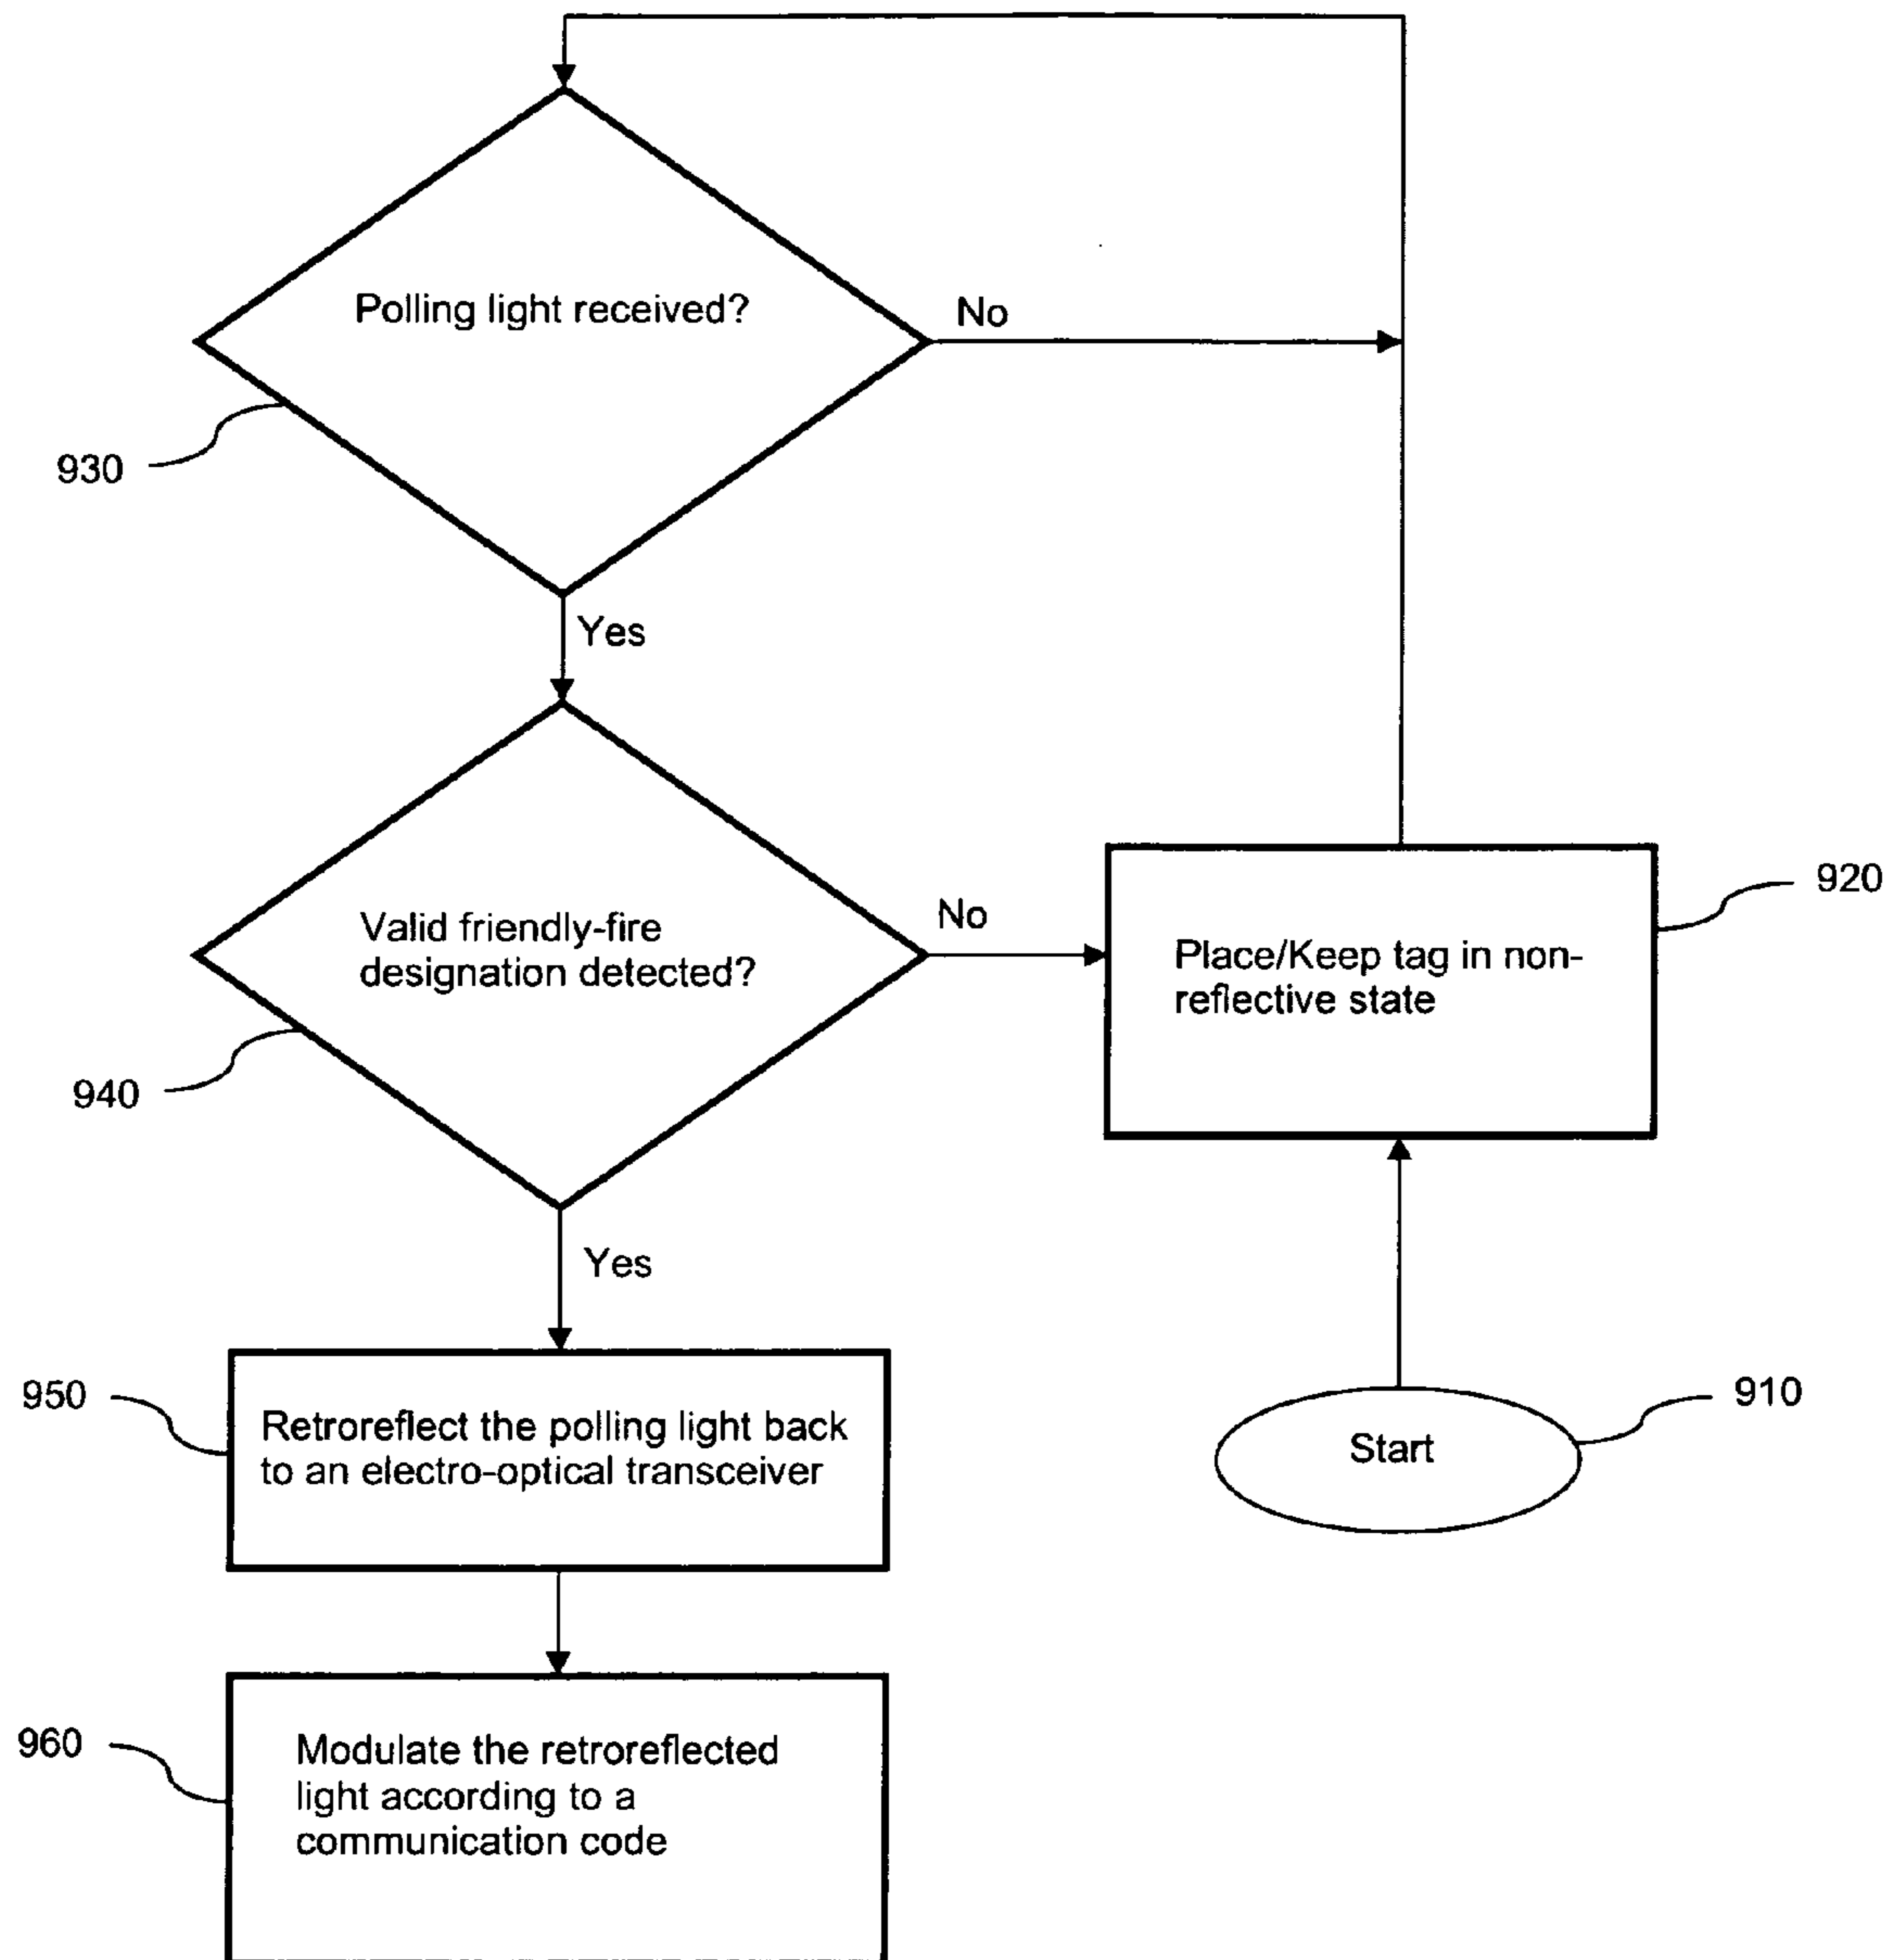 Polling light received?
No
930
Yes
Valid friendly-fire
designation detected?
No
940
Place/Keep tag in non-
reflective state
920
Yes
950
Retroreflect the polling light back
to an electro-optical transceiver
Start
910
960
Modulate the retroreflected
light according to a
communication code